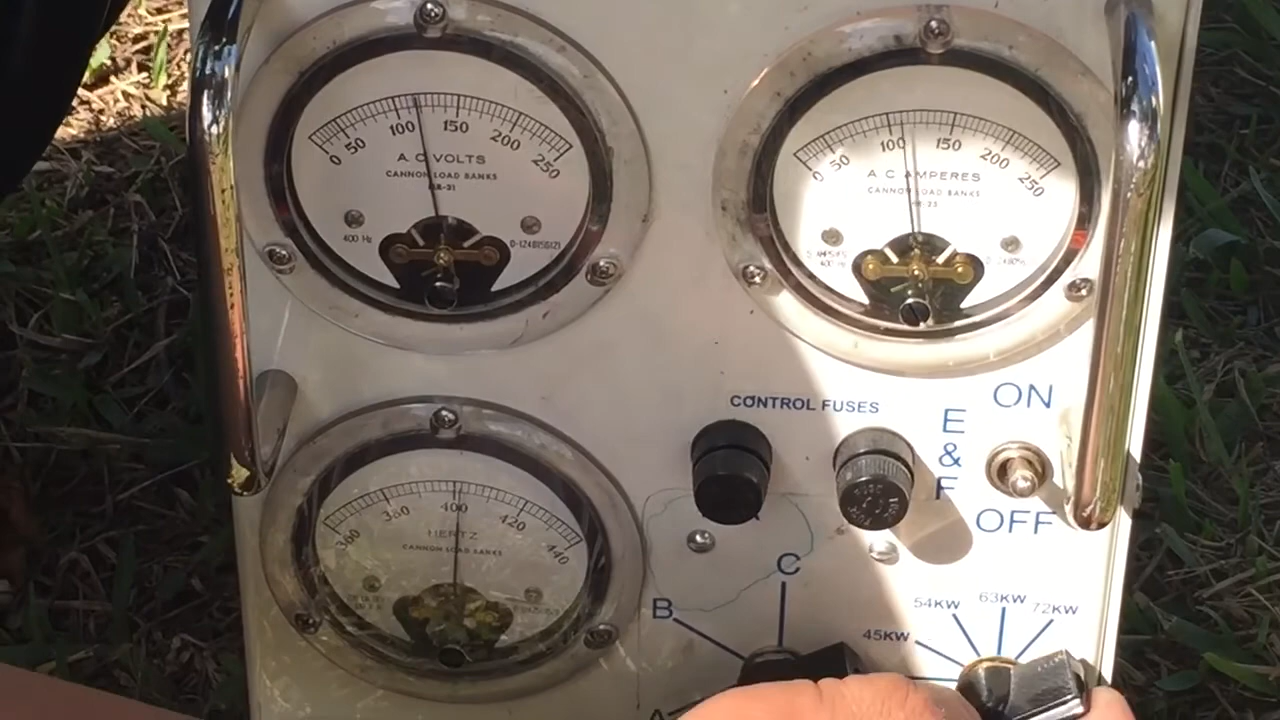 0 50 100 150 200 250
A C VOLTS
CANNON LOAD BANKS
400 Hz
0 50 100 150 200 250
A C AMPERES
CANNON LOAD BANKS
400 Hz
360 380 400 420 440
HERTZ
CANNON LOAD BANKS
CONTROL FUSES
ON
E
&
F
OFF
C
B
A
45KW
54KW
63KW
72KW